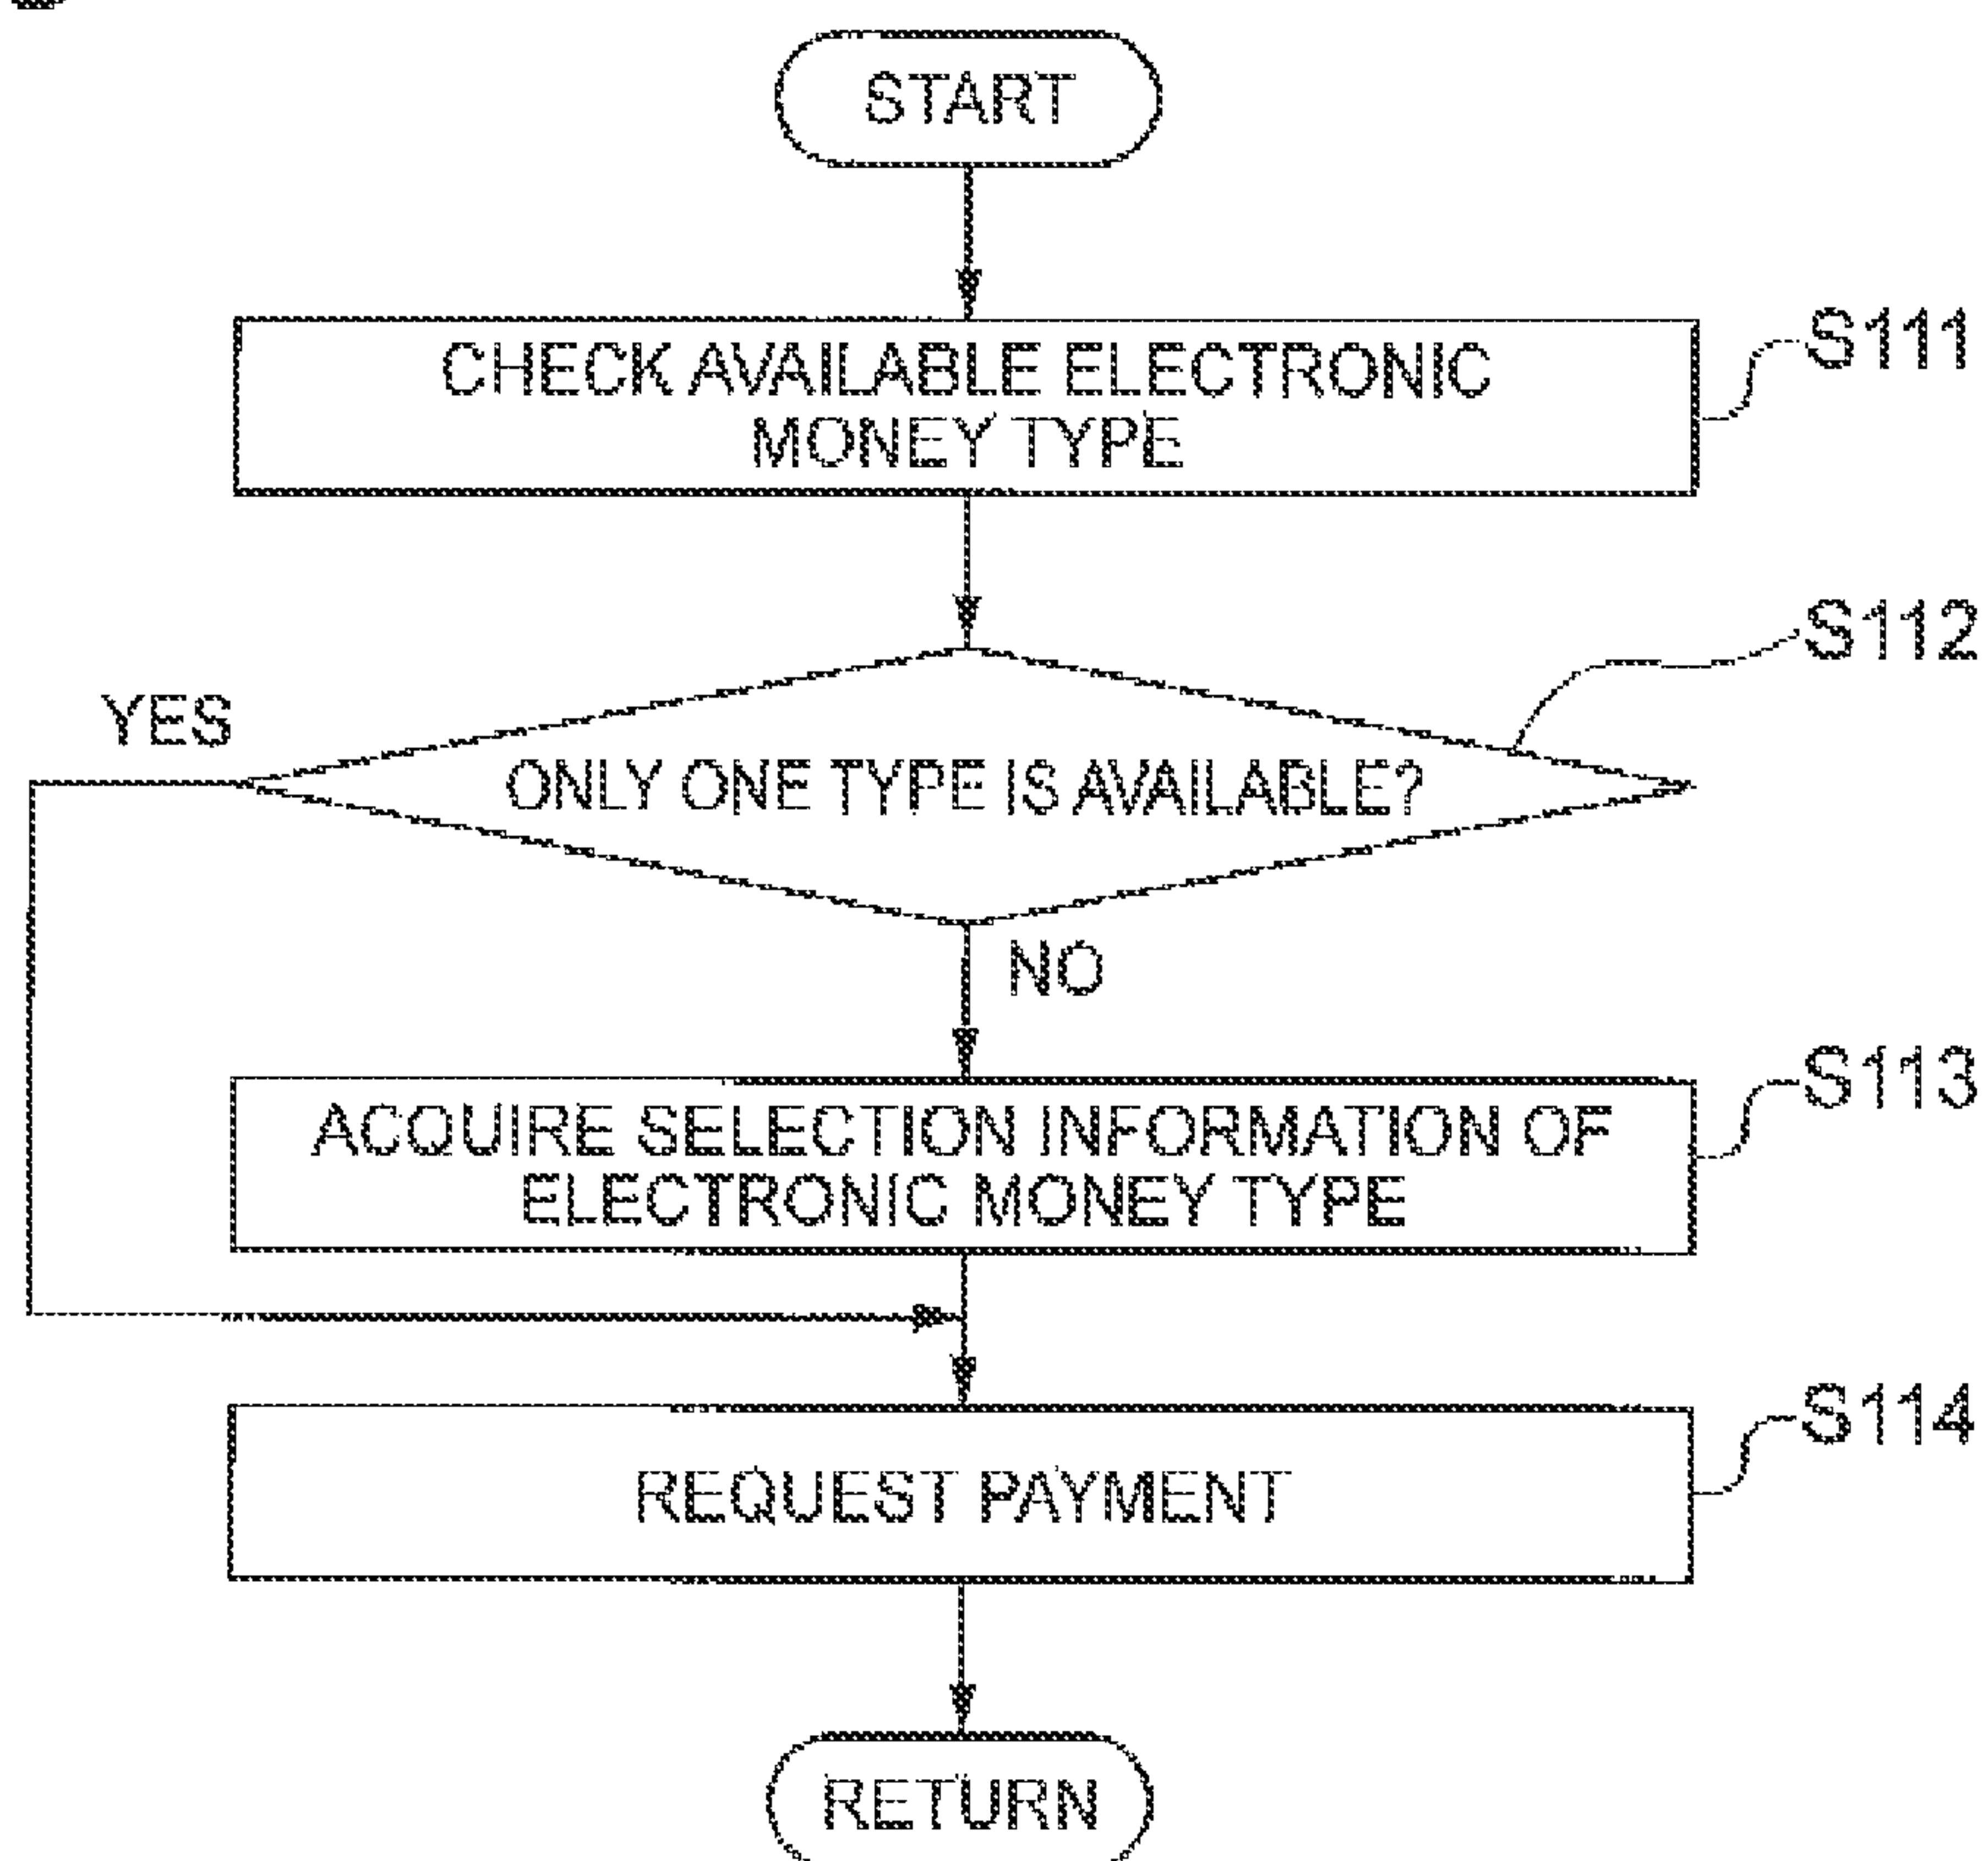 START
CHECK AVAILABLE ELECTRONIC
MONEY TYPE
S111
S112
YES
ONLY ONE TYPE IS AVAILABLE?
NO
S113
ACQUIRE SELECTION INFORMATION OF
ELECTRONIC MONEY TYPE
S114
REQUEST PAYMENT
RETURN